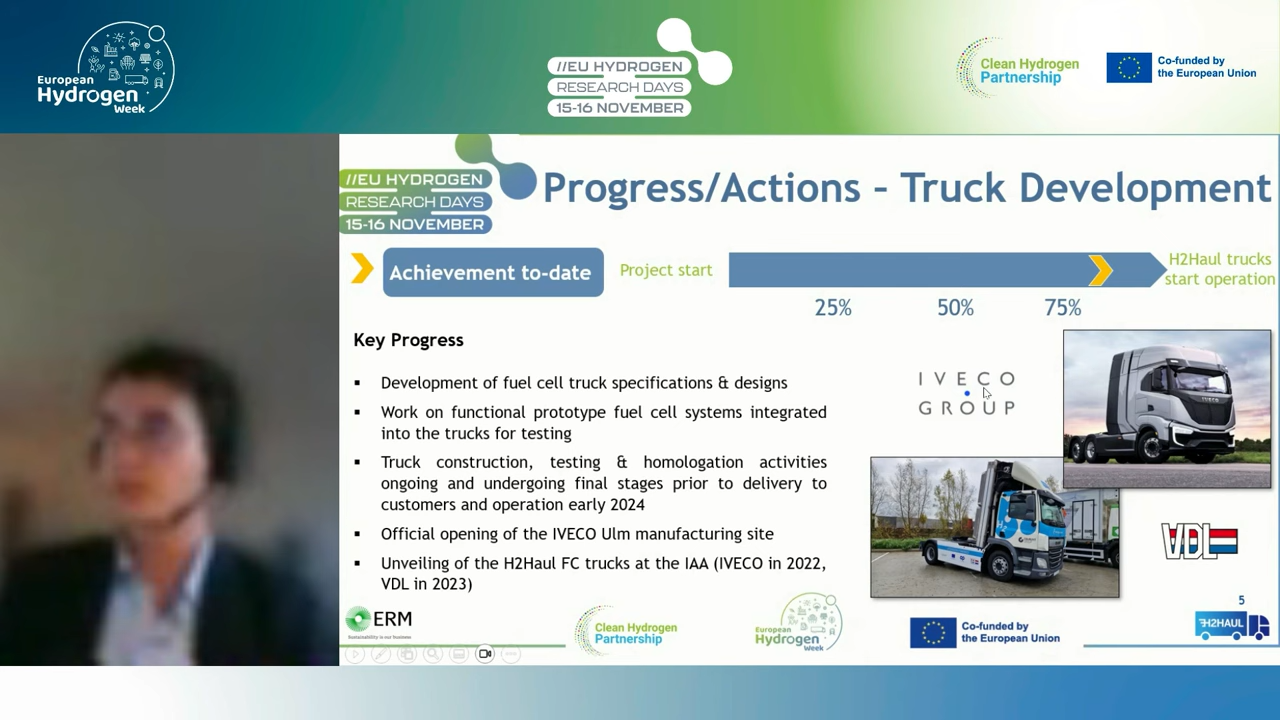 European
Hydrogen
Week
//EU HYDROGEN
RESEARCH DAYS
15-16 NOVEMBER
Clean Hydrogen
Partnership
Co-funded by
the European Union
//EU HYDROGEN
RESEARCH DAYS
15-16 NOVEMBER
Progress/Actions – Truck Development
Achievement to-date
Project start
H2Haul trucks
start operation
25%
50%
75%
Key Progress
▪ Development of fuel cell truck specifications & designs
▪ Work on functional prototype fuel cell systems integrated
into the trucks for testing
▪ Truck construction, testing & homologation activities
ongoing and undergoing final stages prior to delivery to
customers and operation early 2024
▪ Official opening of the IVECO Ulm manufacturing site
▪ Unveiling of the H2Haul FC trucks at the IAA (IVECO in 2022,
VDL in 2023)
IVECO
GROUP
IVECO
VDL
5
ERM
Sustainability is our business
Clean Hydrogen
Partnership
European
Hydrogen
Week
Co-funded by
the European Union
H2HAUL